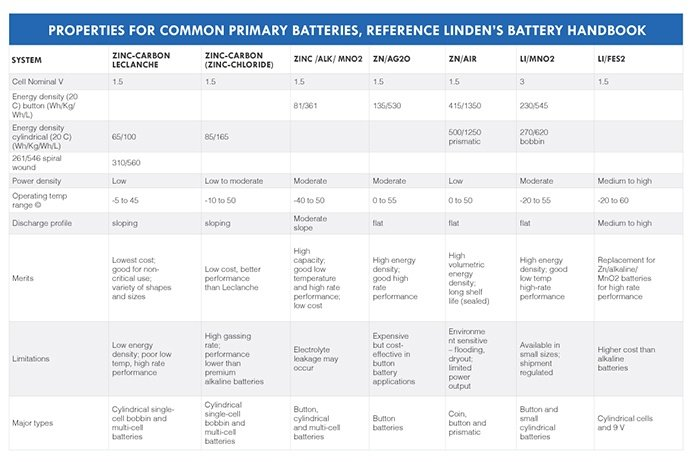 PROPERTIES FOR COMMON PRIMARY BATTERIES, REFERENCE LINDEN'S BATTERY HANDBOOK
SYSTEM
ZINC-CARBON
LECLANCHE
ZINC-CARBON
(ZINC-CHLORIDE)
ZINC /ALK/ MNO2
ZN/AG2O
ZN/AIR
LI/MNO2
LI/FES2
Cell Nominal V
1.5
1.5
1.5
1.5
1.5
3
1.5
Energy density (20
C) button (Wh/Kg/
Wh/L)
81/361
135/530
415/1350
230/545
Energy density
cylindrical (20 C)
(Wh/Kg/Wh/L)
65/100
85/165
500/1250
prismatic
270/620
bobbin
261/546 spiral
wound
310/560
Power density
Low
Low to moderate
Moderate
Moderate
Low
Moderate
Medium to high
Operating temp
range ©
-5 to 45
-10 to 50
-40 to 50
0 to 55
0 to 50
-20 to 55
-20 to 60
Discharge profile
sloping
sloping
Moderate
slope
flat
flat
flat
Medium to high
Merits
Lowest cost;
good for non-
critical use;
variety of shapes
and sizes
Low cost, better
performance
than Leclanche
High
capacity;
good low
temperature
and high rate
performance;
low cost
High energy
density;
good high
rate
performance
High
volumetric
energy
density;
long shelf
life (sealed)
High energy
density; good
low temp
high-rate
performance
Replacement for
Zn/alkaline/
MnO2 batteries
for high rate
performance
Limitations
Low energy
density; poor low
temp, high rate
performance
High gassing
rate;
performance
lower than
premium
alkaline batteries
Electrolyte
leakage may
occur
Expensive
but cost-
effective in
button
battery
applications
Environme
nt sensitive
– flooding,
dryout;
limited
power
output
Available in
small sizes;
shipment
regulated
Higher cost than
alkaline
batteries
Major types
Cylindrical single-
cell bobbin and
multi-cell
batteries
Cylindrical
single-cell
bobbin and
multi-cell
batteries
Button,
cylindrical
and multi-cell
batteries
Button
batteries
Coin,
button and
prismatic
Button and
small
cylindrical
batteries
Cylindrical cells
and 9 V